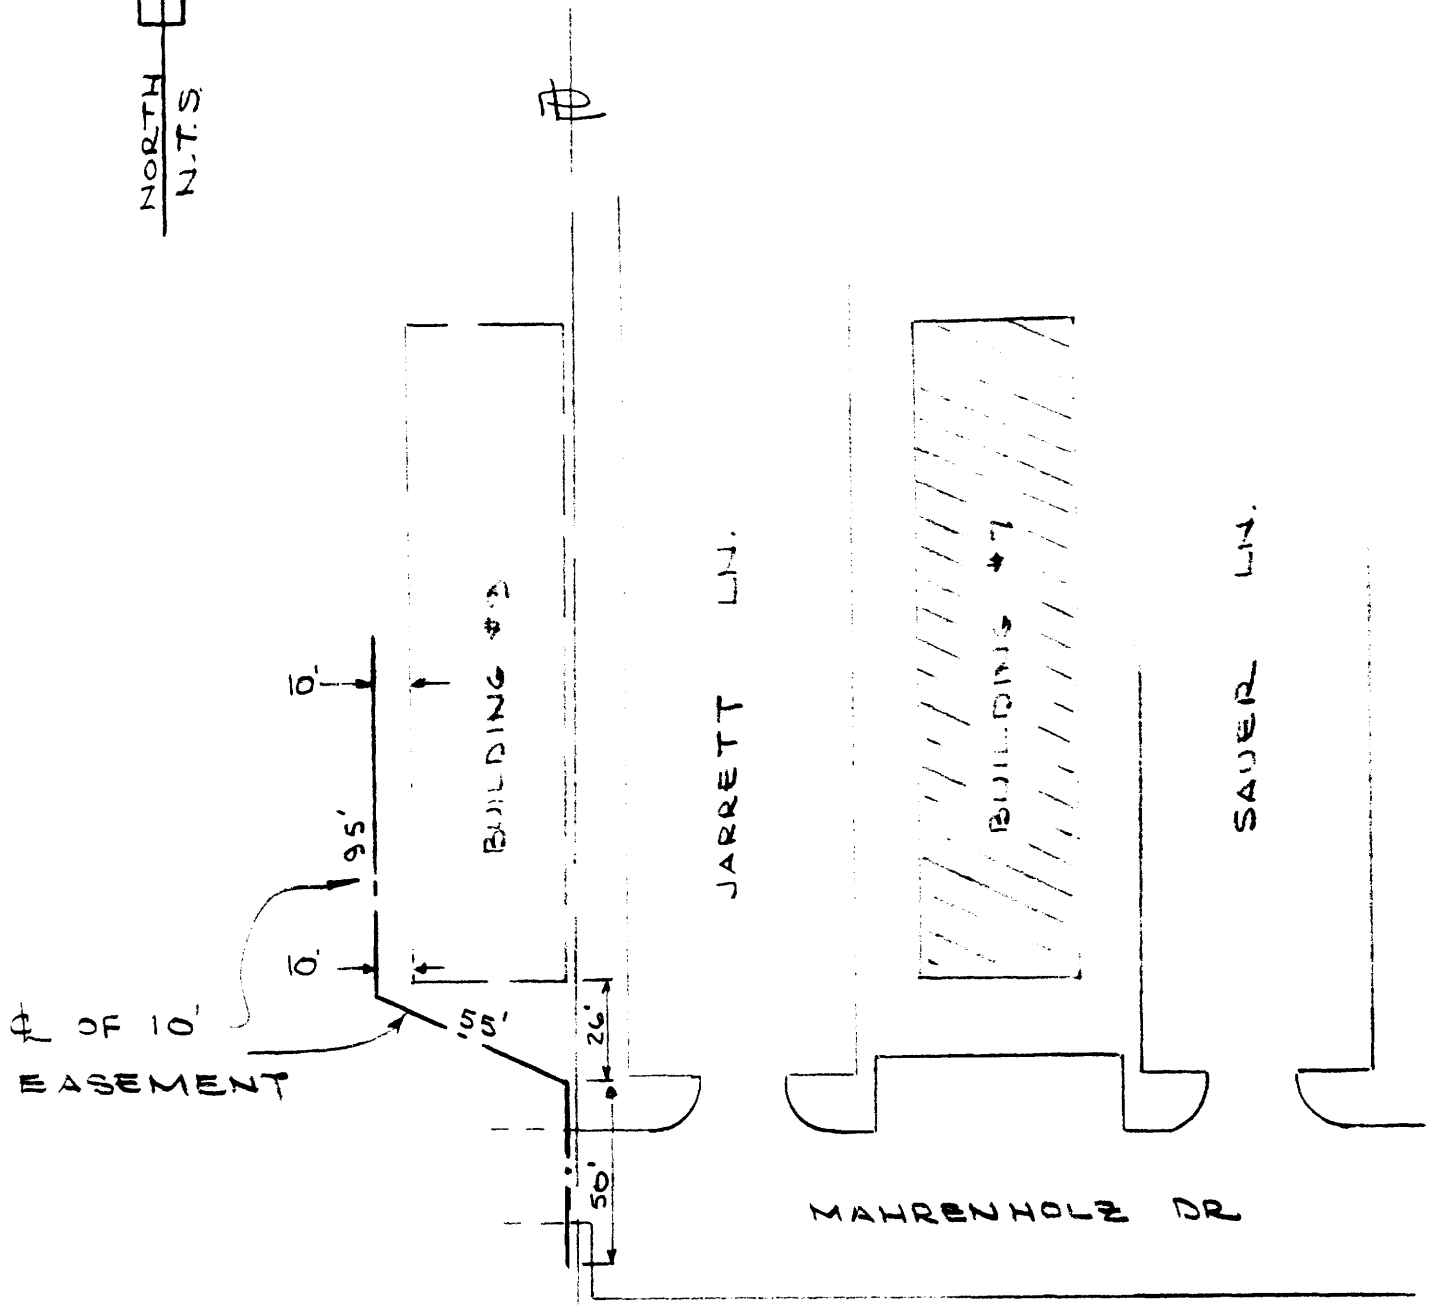 NORTH
N.T.S.
PL
BUILDING #
JARRETT LN.
BUILDING #7
SAUER LN.
10'
95'
10'
℄ OF 10'
EASEMENT
55'
26'
50'
MAHRENHOLZ DR